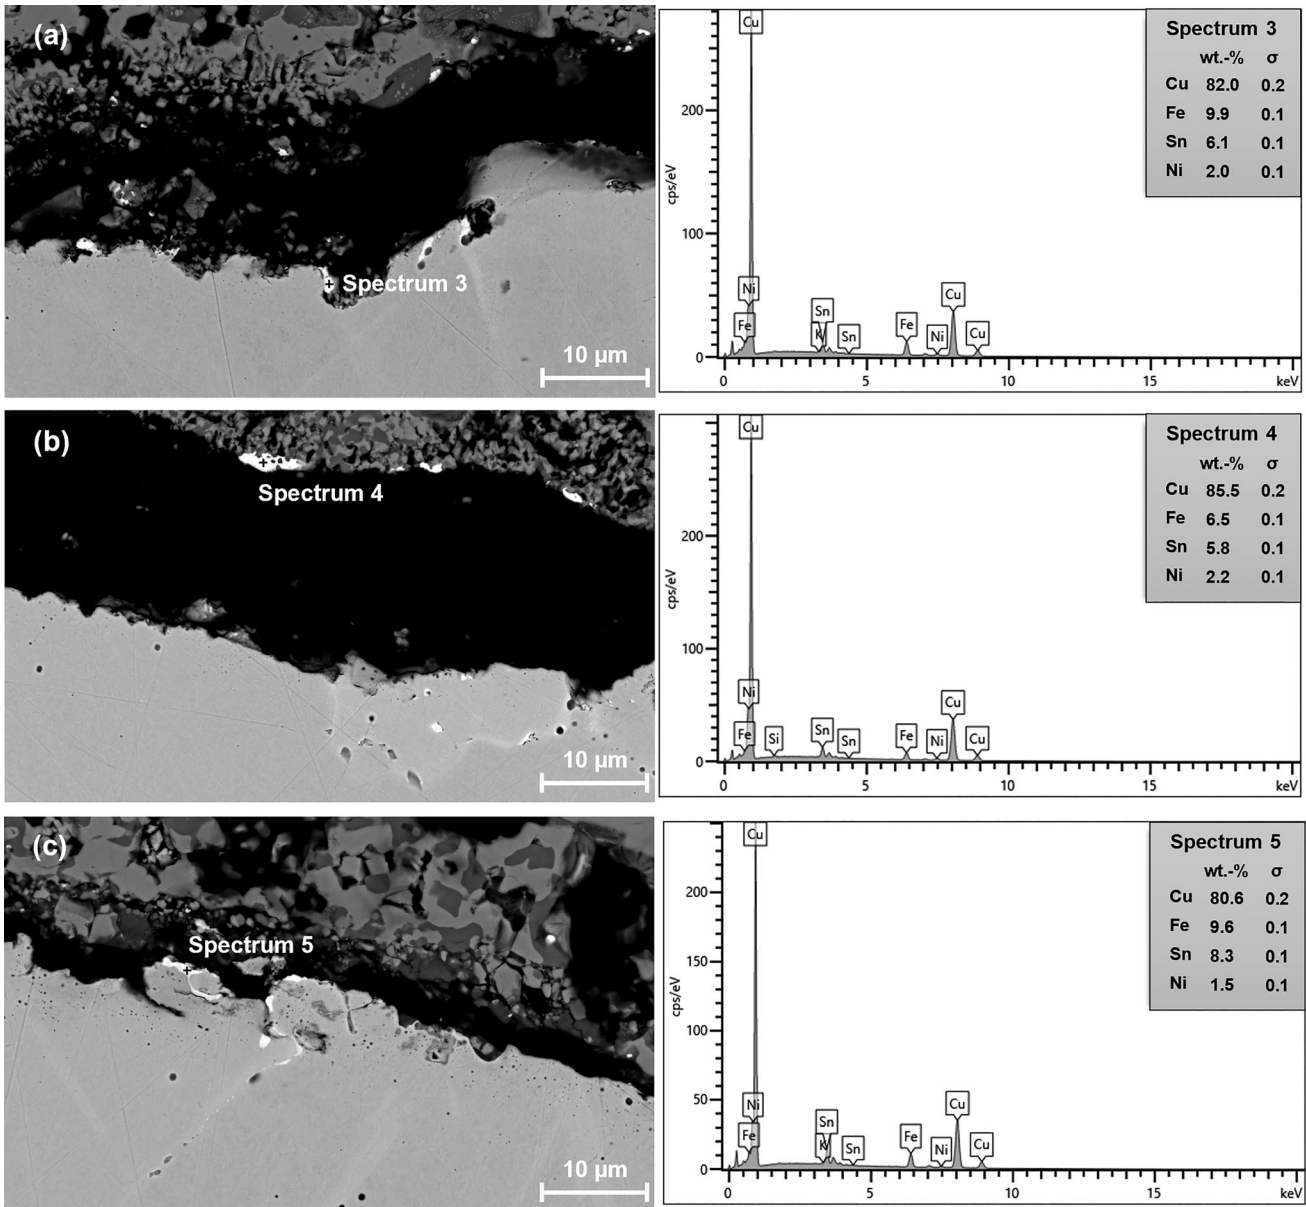 (a)
Spectrum 3
10 µm
Cu
200
100
0
cps/eV
Ni
Fe
Sn
K
Sn
Fe
Ni
Cu
Cu
0
5
10
15
keV
Spectrum 3
wt.-% σ
Cu 82.0 0.2
Fe 9.9 0.1
Sn 6.1 0.1
Ni 2.0 0.1
(b)
Spectrum 4
10 µm
Cu
200
100
0
cps/eV
Ni
Fe
Si
Sn
Sn
Fe
Ni
Cu
Cu
0
5
10
15
keV
Spectrum 4
wt.-% σ
Cu 85.5 0.2
Fe 6.5 0.1
Sn 5.8 0.1
Ni 2.2 0.1
(c)
Spectrum 5
10 µm
Cu
200
150
100
50
0
cps/eV
Ni
Fe
Sn
K
Sn
Fe
Ni
Cu
Cu
0
5
10
15
keV
Spectrum 5
wt.-% σ
Cu 80.6 0.2
Fe 9.6 0.1
Sn 8.3 0.1
Ni 1.5 0.1